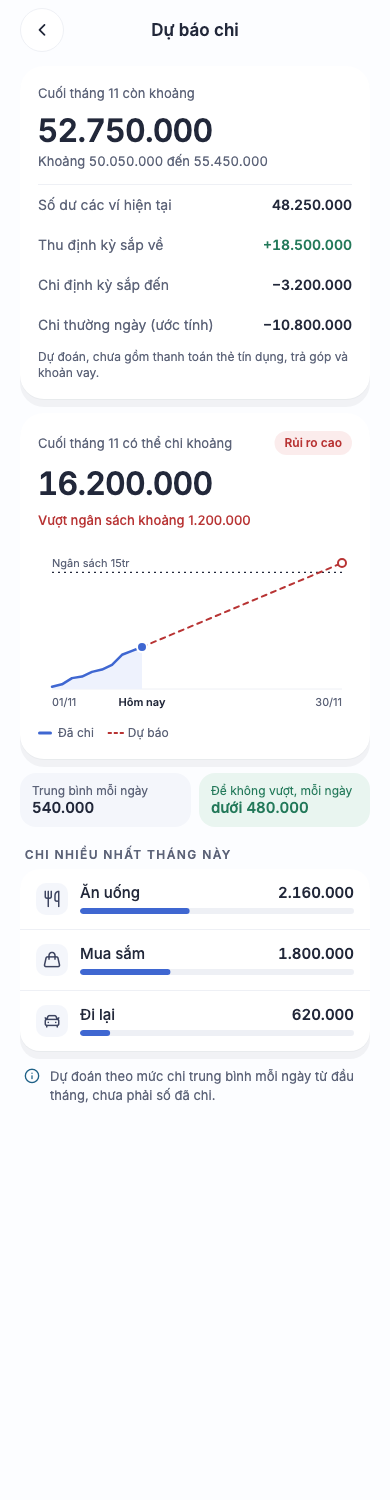 Dự báo chi
Cuối tháng 11 còn khoảng
52.750.000
Khoảng 50.050.000 đến 55.450.000
Số dư các ví hiện tại 48.250.000
Thu định kỳ sắp về +18.500.000
Chi định kỳ sắp đến −3.200.000
Chi thường ngày (ước tính) −10.800.000
Dự đoán, chưa gồm thanh toán thẻ tín dụng, trả góp và
khoản vay.
Cuối tháng 11 có thể chi khoảng Rủi ro cao
16.200.000
Vượt ngân sách khoảng 1.200.000
Ngân sách 15tr
01/11 Hôm nay 30/11
Đã chi Dự báo
Trung bình mỗi ngày
540.000
Để không vượt, mỗi ngày
dưới 480.000
CHI NHIỀU NHẤT THÁNG NÀY
Ăn uống 2.160.000
Mua sắm 1.800.000
Đi lại 620.000
Dự đoán theo mức chi trung bình mỗi ngày từ đầu
tháng, chưa phải số đã chi.